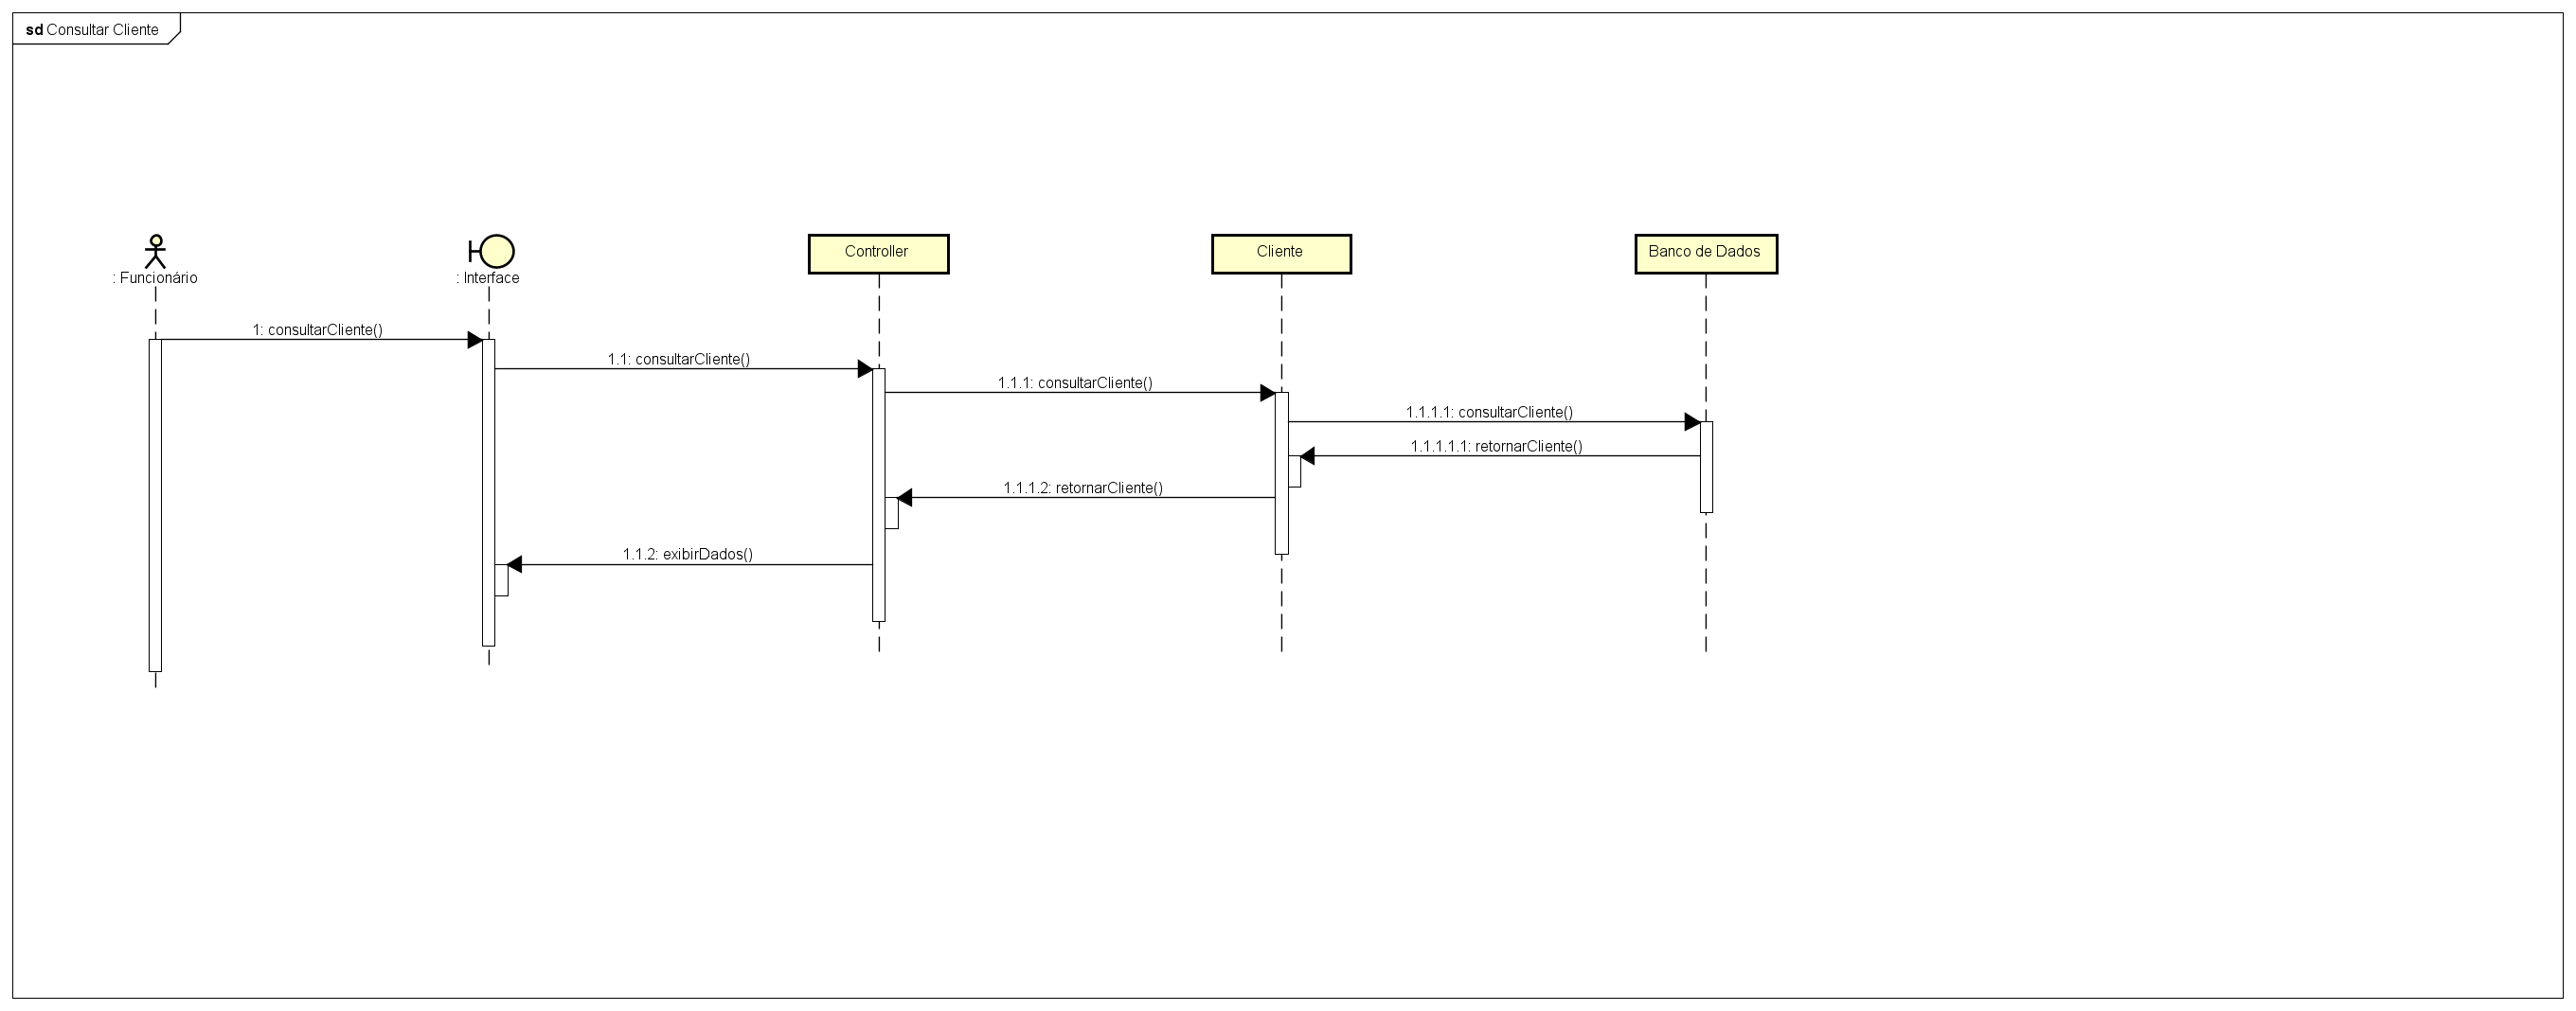 sd Consultar Cliente
: Funcionário
: Interface
Controller
Cliente
Banco de Dados
1: consultarCliente()
1.1: consultarCliente()
1.1.1: consultarCliente()
1.1.1.1: consultarCliente()
1.1.1.1.1: retornarCliente()
1.1.1.2: retornarCliente()
1.1.2: exibirDados()